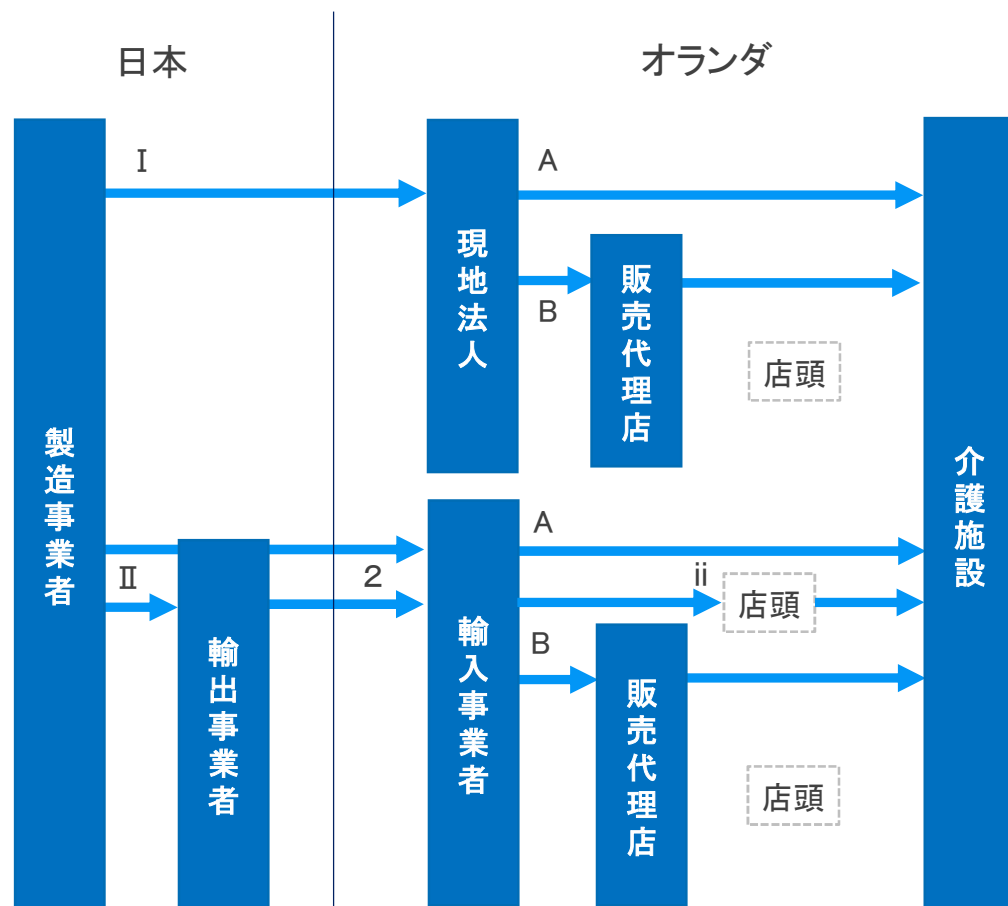 日本
オランダ
製造事業者
Ⅰ
現地法人
A
B
販売代理店
店頭
介護施設
Ⅱ
輸出事業者
2
輸入事業者
A
ii
店頭
B
販売代理店
店頭